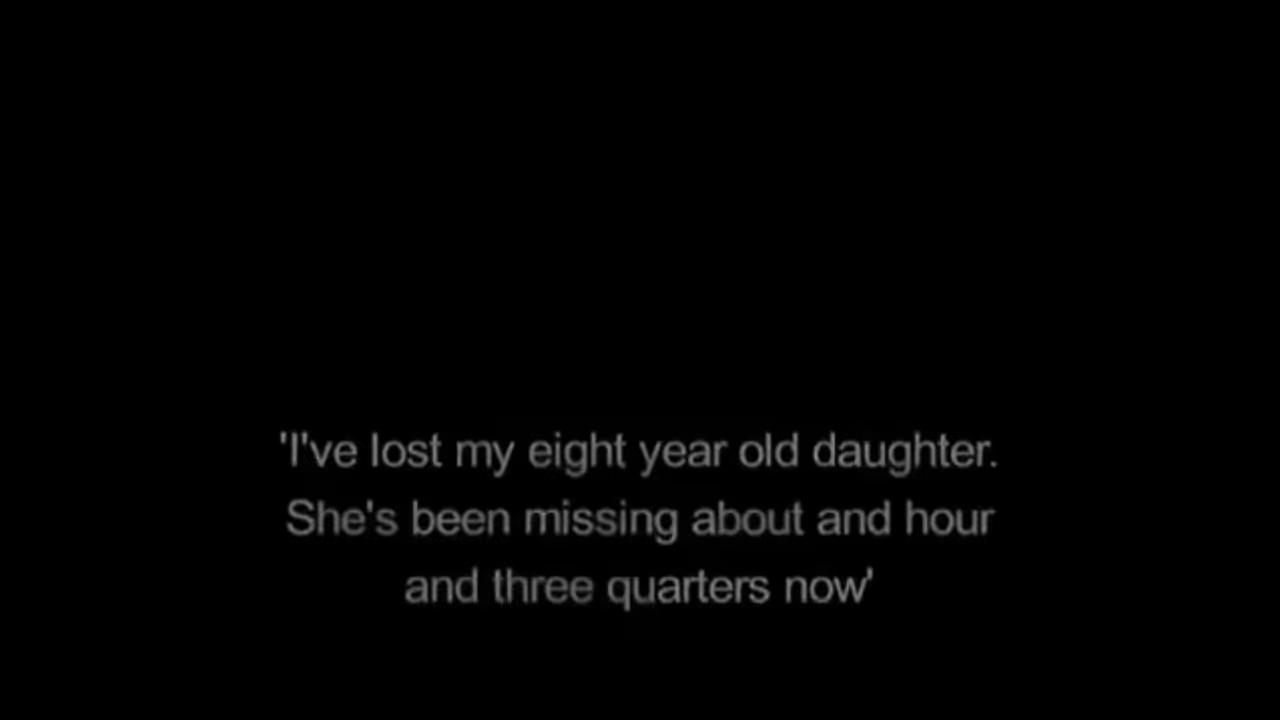 'I've lost my eight year old daughter.
She's been missing about and hour
and three quarters now'